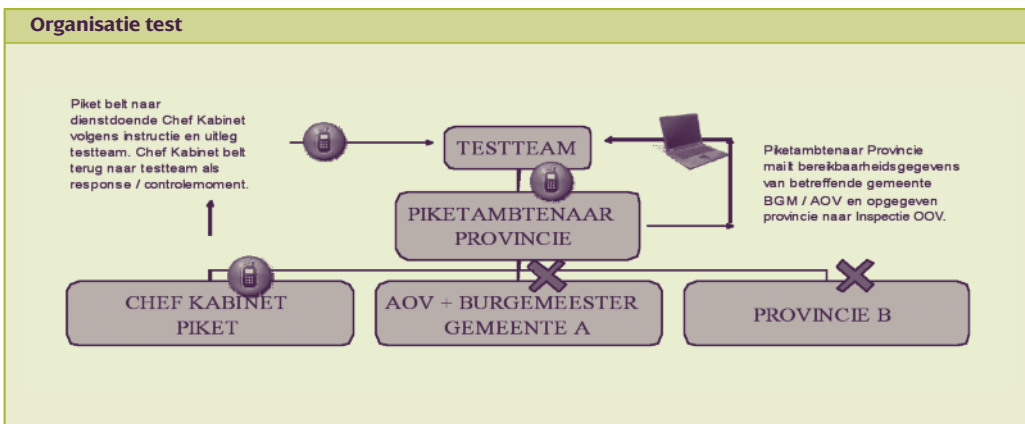 Organisatie test
Piket belt naar
dienstdoende Chef Kabinet
volgens instructie en uitleg
testteam. Chef Kabinet belt
terug naar testteam als
response / controlemoment.
TESTTEAM
Piketambtenaar Provincie
mailt bereikbaarheidsgegevens
van betreffende gemeente
BGM / AOV en opgegeven
provincie naar Inspectie OOV.
PIKETAMBTENAAR
PROVINCIE
CHEF KABINET
PIKET
AOV + BURGEMEESTER
GEMEENTE A
PROVINCIE B